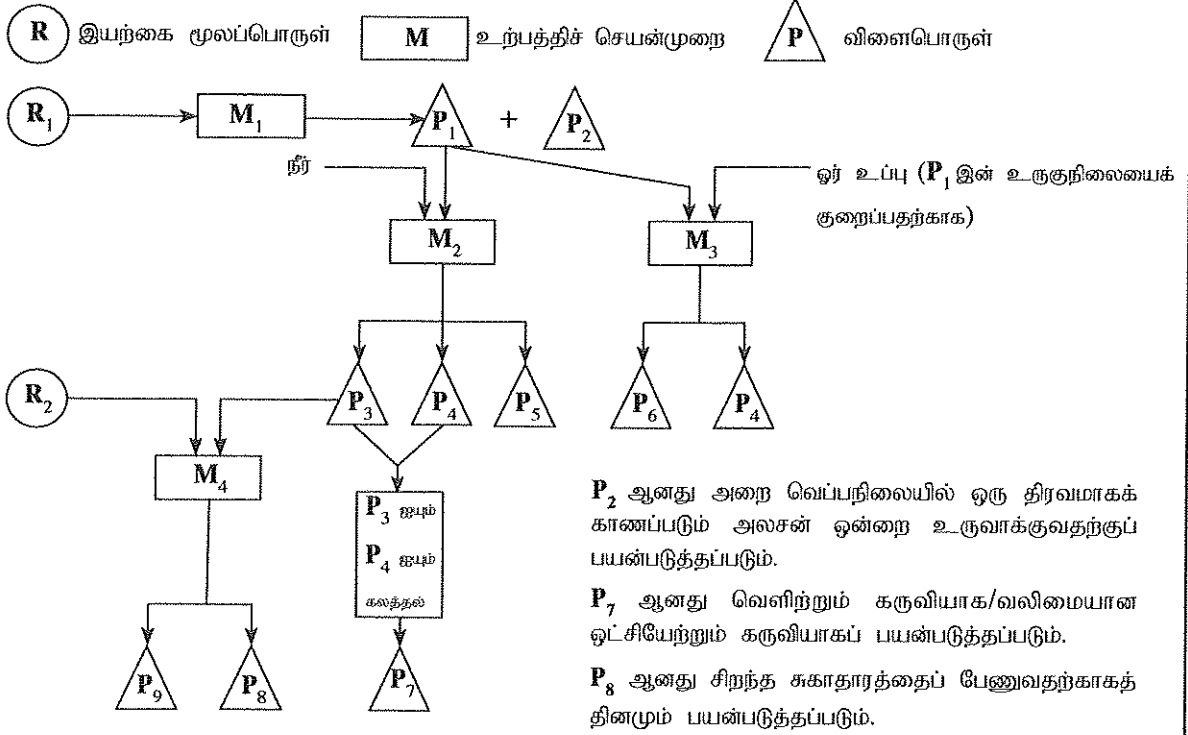 R இயற்கை மூலப்பொருள் M உற்பத்திச் செயன்முறை P விளைபொருள்
R₁ M₁ P₁ + P₂
நீர்
ஓர் உப்பு (P₁ இன் உருகுநிலையைக்
குறைப்பதற்காக)
M₂ M₃
R₂ P₃ P₄ P₅ P₆ P₄
M₄
P₃ ஐயும்
P₄ ஐயும்
கலத்தல்
P₉ P₈ P₇
P₂ ஆனது அறை வெப்பநிலையில் ஒரு திரவமாகக்
காணப்படும் அலசன் ஒன்றை உருவாக்குவதற்குப்
பயன்படுத்தப்படும்.
P₇ ஆனது வெளிற்றும் கருவியாக/வலிமையான
ஒட்சியேற்றும் கருவியாகப் பயன்படுத்தப்படும்.
P₈ ஆனது சிறந்த சுகாதாரத்தைப் பேணுவதற்காகத்
தினமும் பயன்படுத்தப்படும்.